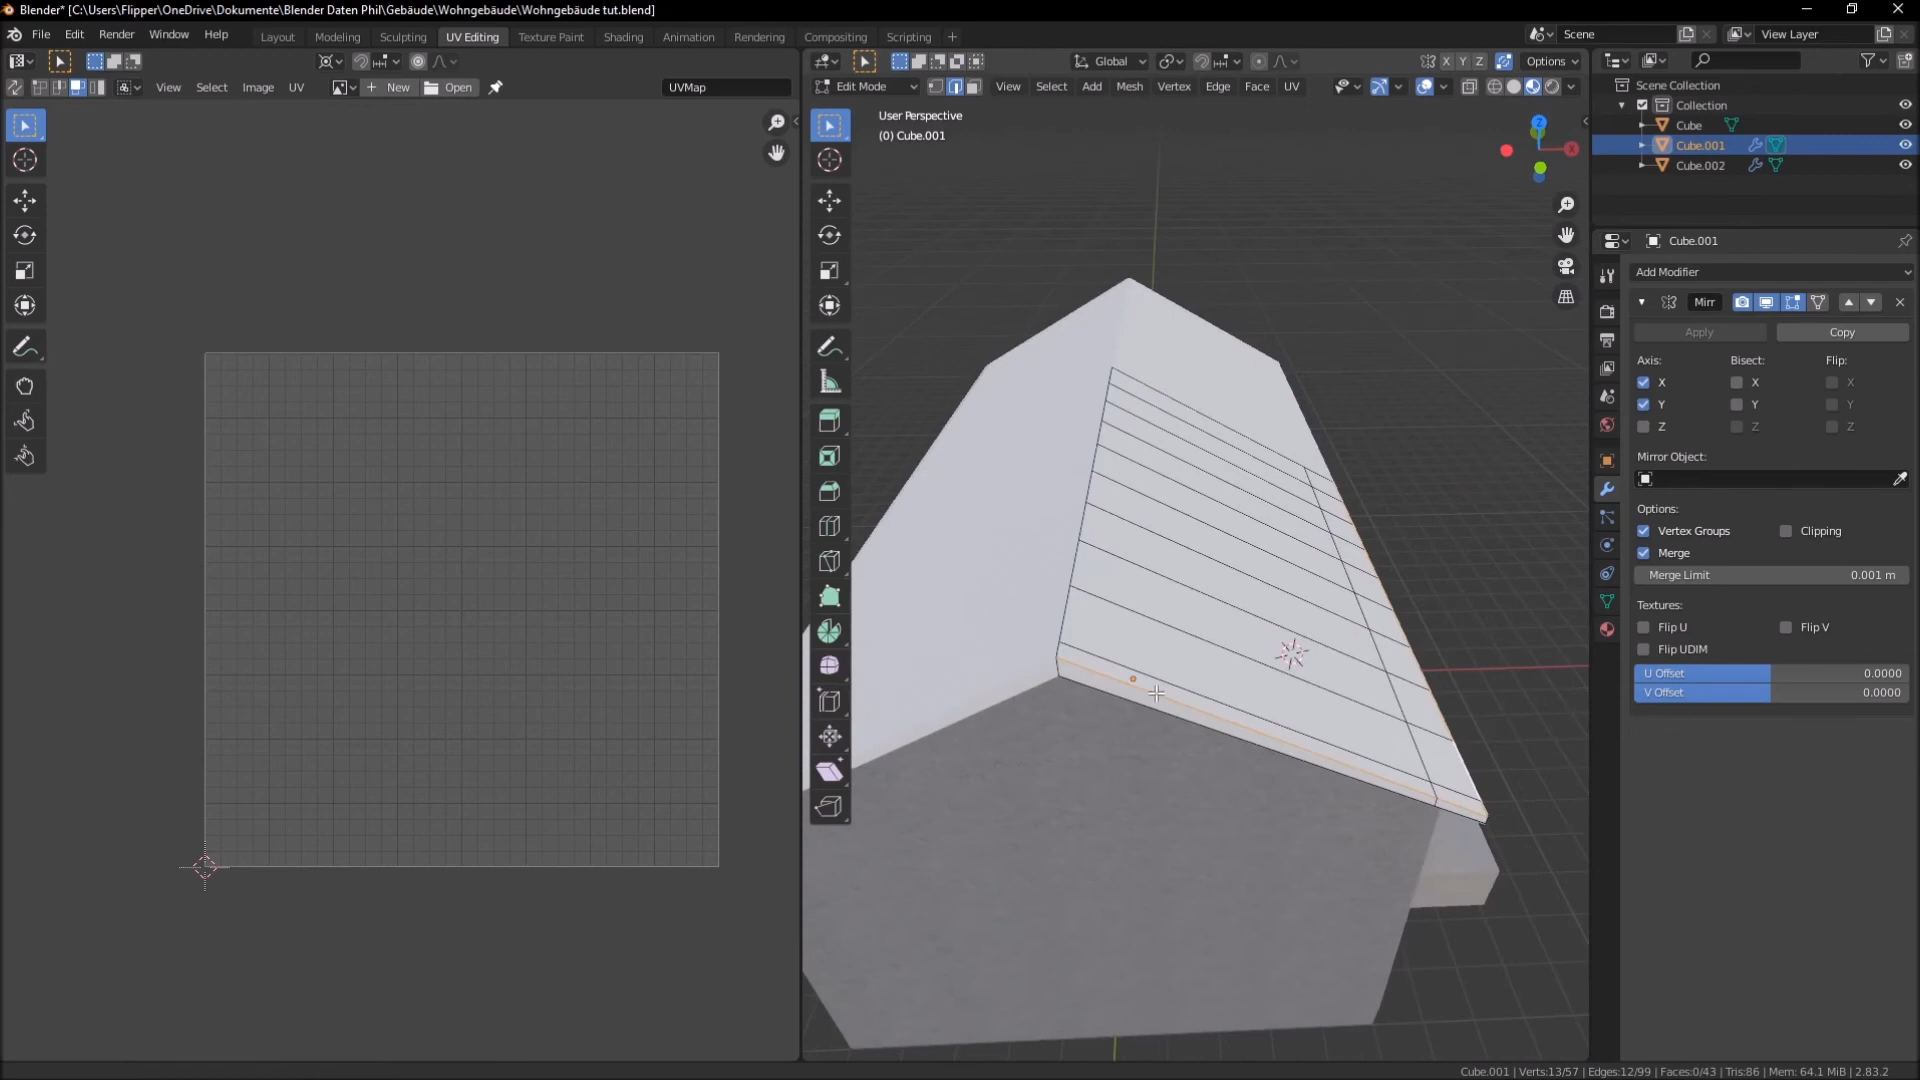 Blender* [C:\Users\Flipper\OneDrive\Dokumente\Blender Daten Phil\Gebäude\Wohngebäude\Wohngebäude tut.blend]
File Edit Render Window Help Layout Modeling Sculpting UV Editing Texture Paint Shading Animation Rendering Compositing Scripting + Scene View Layer
Global X Y Z Options
View Select Image UV New Open UVMap Edit Mode View Select Add Mesh Vertex Edge Face UV
Scene Collection
Collection
Cube
Cube.001
Cube.002
User Perspective
(0) Cube.001
Z
X
Cube.001
Add Modifier
Mirr
Apply Copy
Axis: Bisect: Flip:
X X X
Y Y Y
Z Z Z
Mirror Object:
Options:
Vertex Groups Clipping
Merge
Merge Limit 0.001 m
Textures:
Flip U Flip V
Flip UDIM
U Offset 0.0000
V Offset 0.0000
Cube.001 | Verts:13/57 | Edges:12/99 | Faces:0/43 | Tris:86 | Mem: 64.1 MiB | 2.83.2